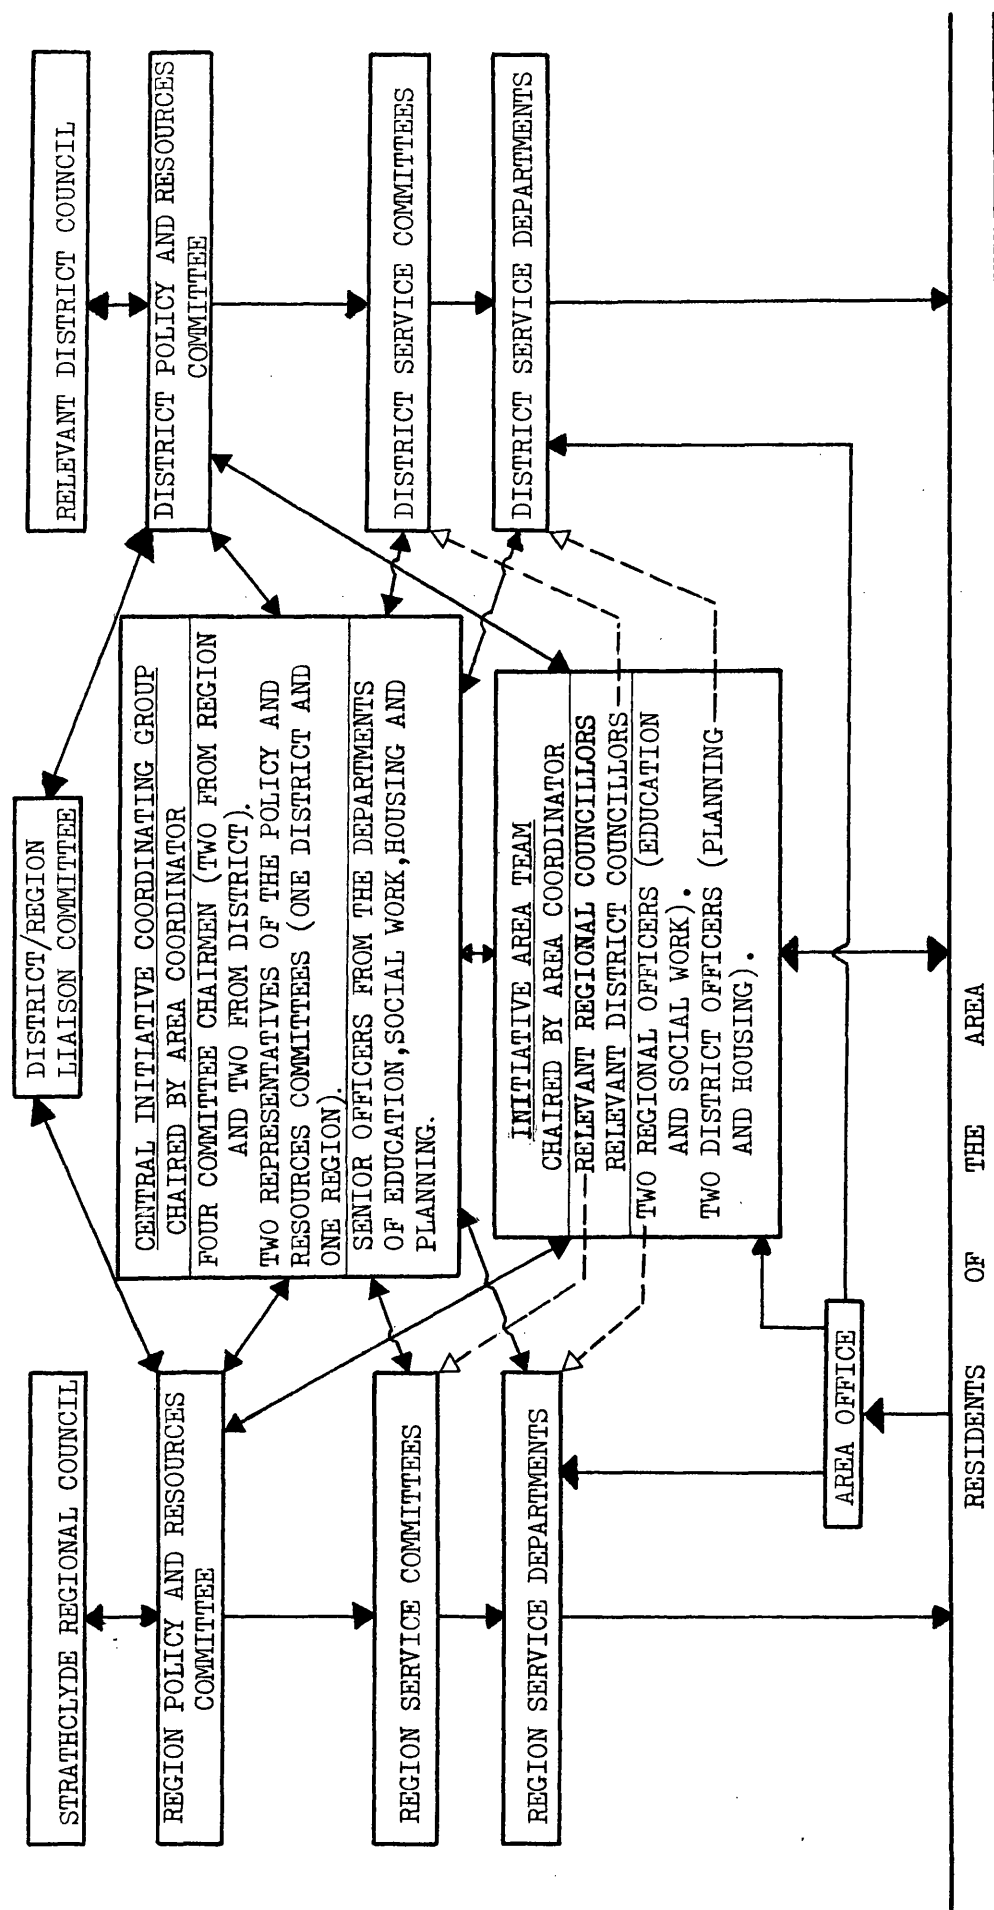 STRATHCLYDE REGIONAL COUNCIL
REGION POLICY AND RESOURCES
COMMITTEE
REGION SERVICE COMMITTEES
REGION SERVICE DEPARTMENTS
DISTRICT/REGION
LIAISON COMMITTEE
CENTRAL INITIATIVE COORDINATING GROUP
CHAIRED BY AREA COORDINATOR
FOUR COMMITTEE CHAIRMEN (TWO FROM REGION
AND TWO FROM DISTRICT).
TWO REPRESENTATIVES OF THE POLICY AND
RESOURCES COMMITTEES (ONE DISTRICT AND
ONE REGION).
SENIOR OFFICERS FROM THE DEPARTMENTS
OF EDUCATION,SOCIAL WORK,HOUSING AND
PLANNING.
INITIATIVE AREA TEAM
CHAIRED BY AREA COORDINATOR
RELEVANT REGIONAL COUNCILLORS
RELEVANT DISTRICT COUNCILLORS
TWO REGIONAL OFFICERS (EDUCATION
AND SOCIAL WORK).
TWO DISTRICT OFFICERS (PLANNING
AND HOUSING).
RELEVANT DISTRICT COUNCIL
DISTRICT POLICY AND RESOURCES
COMMITTEE
DISTRICT SERVICE COMMITTEES
DISTRICT SERVICE DEPARTMENTS
AREA OFFICE
RESIDENTS OF THE AREA